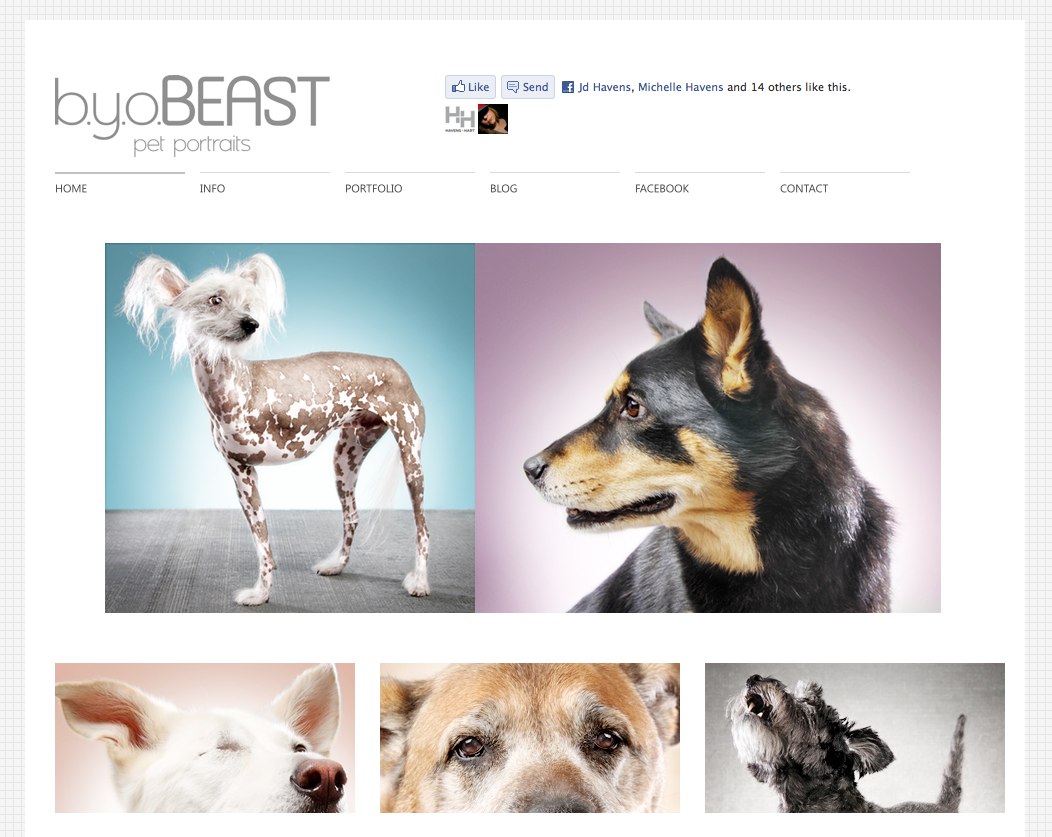 b.y.o.BEAST
pet portraits
Like Send Jd Havens, Michelle Havens and 14 others like this.
HH
HAVENS+HART
HOME INFO PORTFOLIO BLOG FACEBOOK CONTACT